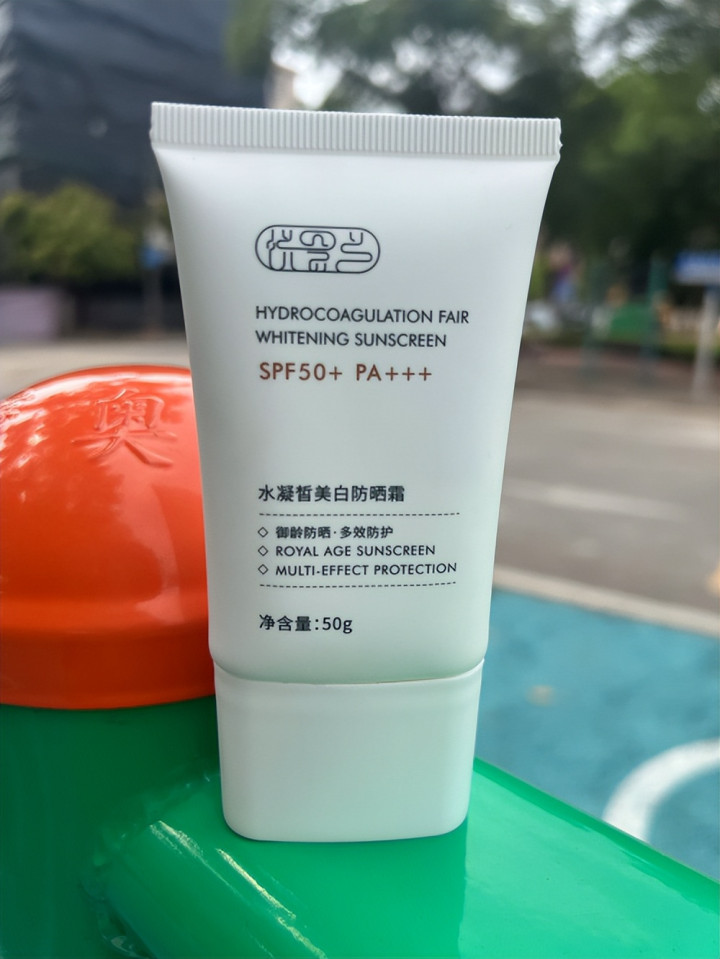 HYDROCOAGULATION FAIR
WHITENING SUNSCREEN
SPF50+ PA+++
水凝皙美白防晒霜
御龄防晒·多效防护
ROYAL AGE SUNSCREEN
MULTI-EFFECT PROTECTION
净含量:50g
奥